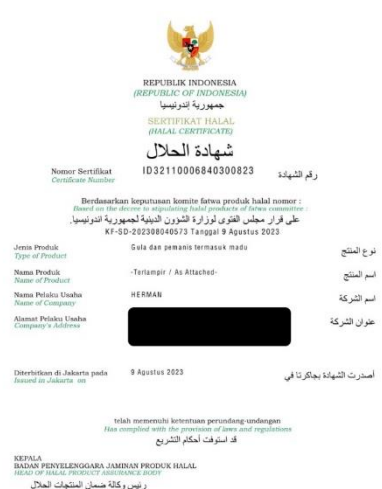 REPUBLIK INDONESIA
(REPUBLIC OF INDONESIA)
جمهورية إندونيسيا
SERTIFIKAT HALAL
(HALAL CERTIFICATE)
شهادة الحلال
Nomor Sertifikat ID32110006840300823 رقم الشهادة
Certificate Number
Berdasarkan keputusan komite fatwa produk halal nomor :
Based on the decree to stipulating halal products of fatwa committee :
على قرار مجلس الفتوى لوزارة الشؤون الدينية لجمهورية اندونيسيا.
KF-SD-202308040573 Tanggal 9 Agustus 2023
Jenis Produk Gula dan pemanis termasuk madu نوع المنتج
Type of Product
Nama Produk -Terlampir / As Attached- اسم المنتج
Name of Product
Nama Pelaku Usaha HERMAN اسم الشركة
Name of Company
Alamat Pelaku Usaha عنوان الشركة
Company's Address
Diterbitkan di Jakarta pada 9 Agustus 2023 أصدرت الشهادة بجاكرتا في
Issued in Jakarta on
telah memenuhi ketentuan perundang-undangan
Has complied with the provision of laws and regulations
قد استوفت أحكام التشريع
KEPALA
BADAN PENYELENGGARA JAMINAN PRODUK HALAL
HEAD OF HALAL PRODUCT ASSURANCE BODY
رئيس وكالة ضمان المنتجات الحلال